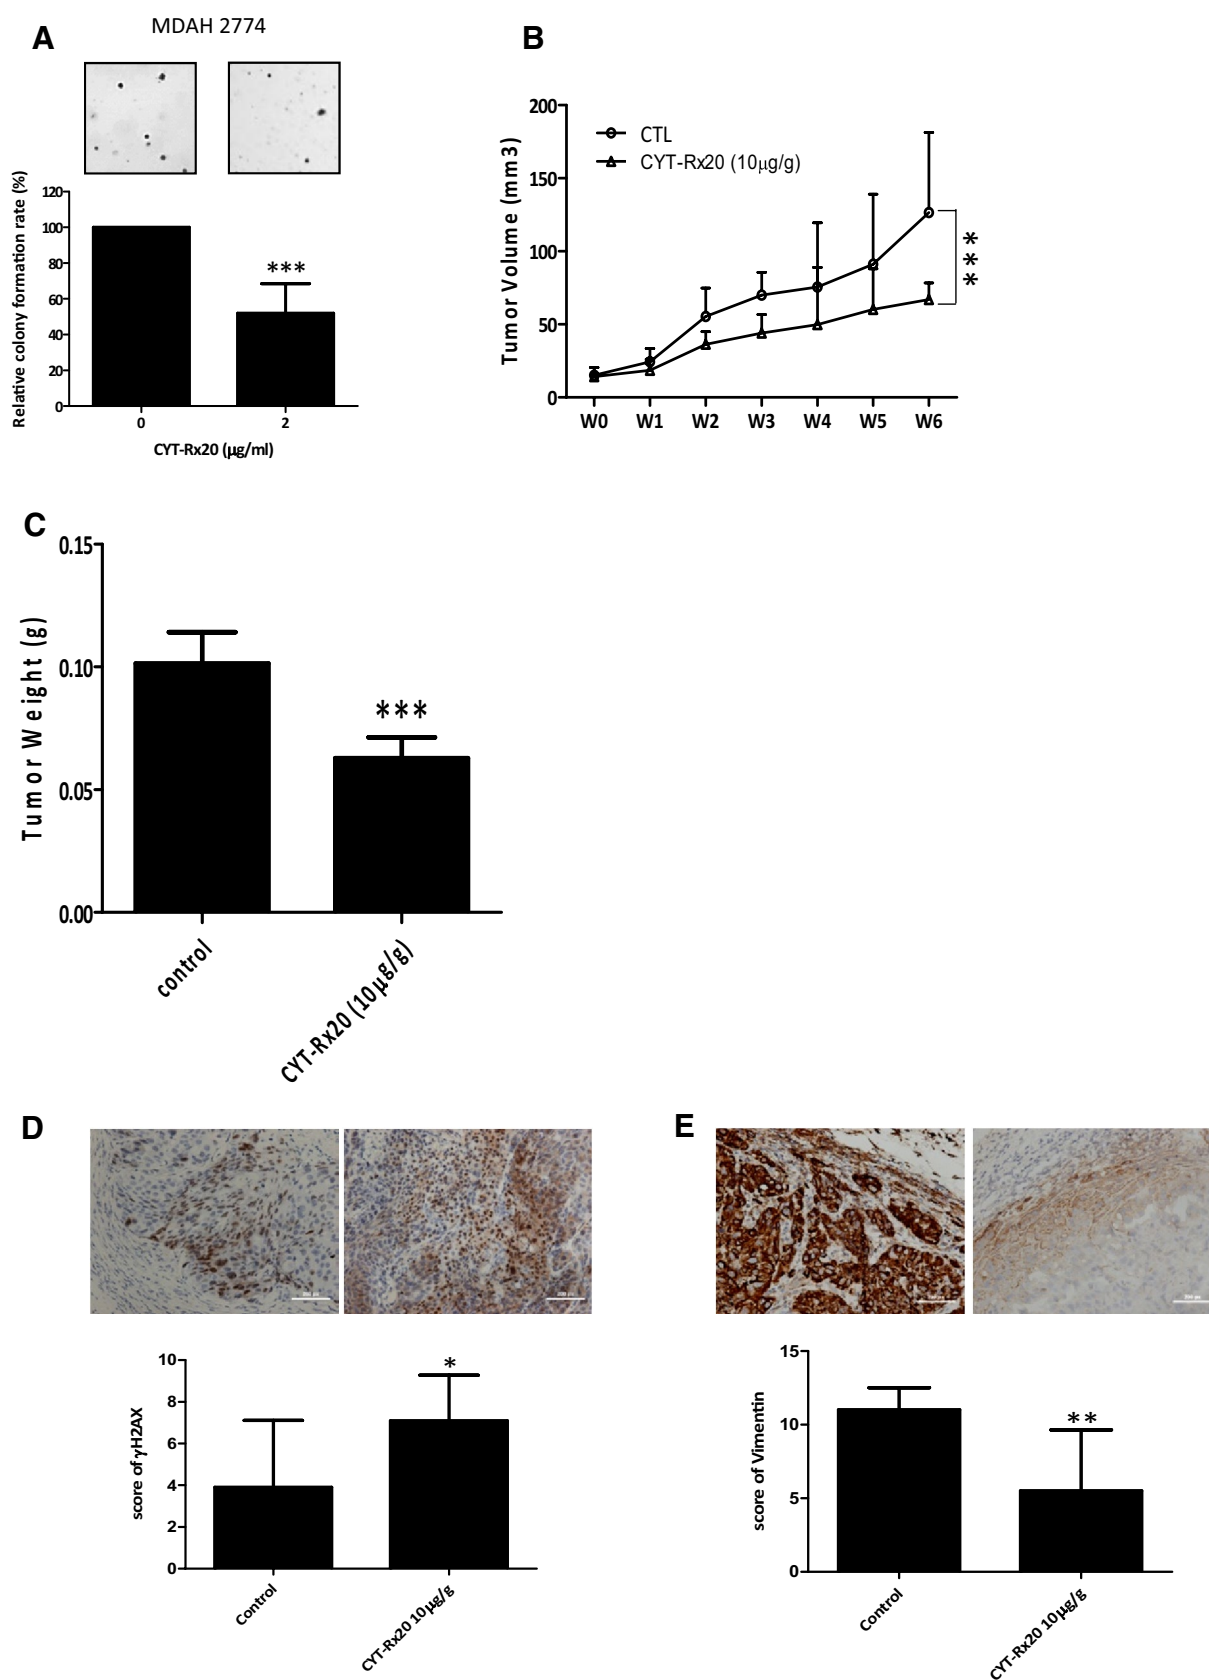 A
MDAH 2774
Relative colony formation rate (%)
120
100
80
60
40
20
0
***
0
2
CYT-Rx20 (µg/ml)
B
Tumor Volume (mm3)
200
150
100
50
0
CTL
CYT-Rx20 (10µg/g)
***
W0 W1 W2 W3 W4 W5 W6
C
Tumor Weight (g)
0.15
0.10
0.05
0.00
***
control
CYT-Rx20 (10µg/g)
D
score of γH2AX
10
8
6
4
2
0
*
Control
CYT-Rx20 10µg/g
E
score of Vimentin
15
10
5
0
**
Control
CYT-Rx20 10µg/g